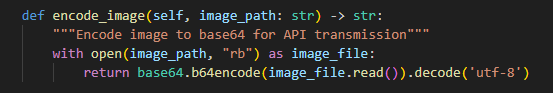 def encode_image(self, image_path: str) -> str:
    """Encode image to base64 for API transmission"""
    with open(image_path, "rb") as image_file:
        return base64.b64encode(image_file.read()).decode('utf-8')